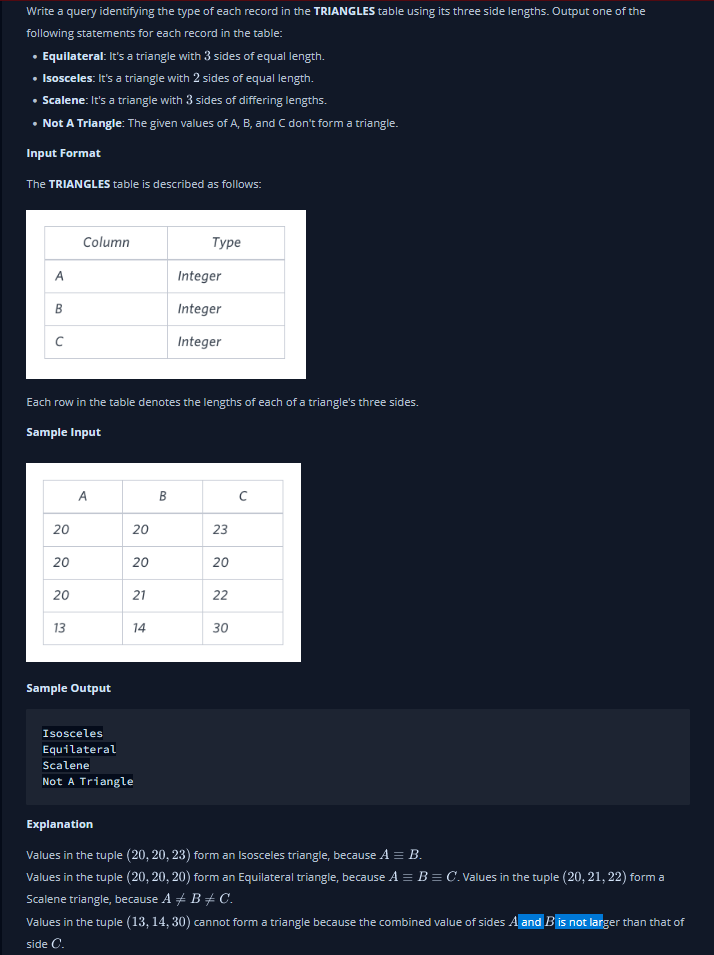 Write a query identifying the type of each record in the TRIANGLES table using its three side lengths. Output one of the
following statements for each record in the table:
• Equilateral: It's a triangle with 3 sides of equal length.
• Isosceles: It's a triangle with 2 sides of equal length.
• Scalene: It's a triangle with 3 sides of differing lengths.
• Not A Triangle: The given values of A, B, and C don't form a triangle.
Input Format
The TRIANGLES table is described as follows:
Column Type
A Integer
B Integer
C Integer
Each row in the table denotes the lengths of each of a triangle's three sides.
Sample Input
A B C
20 20 23
20 20 20
20 21 22
13 14 30
Sample Output
Isosceles
Equilateral
Scalene
Not A Triangle
Explanation
Values in the tuple (20, 20, 23) form an Isosceles triangle, because A ≡ B.
Values in the tuple (20, 20, 20) form an Equilateral triangle, because A ≡ B ≡ C. Values in the tuple (20, 21, 22) form a
Scalene triangle, because A ≠ B ≠ C.
Values in the tuple (13, 14, 30) cannot form a triangle because the combined value of sides A and B is not larger than that of
side C.